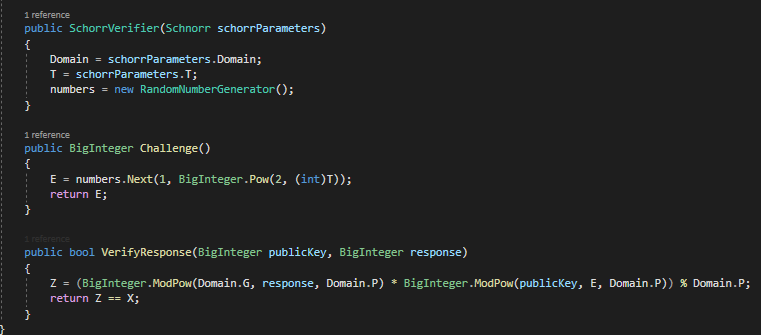 1 reference
public SchorrVerifier(Schnorr schorrParameters)
{
Domain = schorrParameters.Domain;
T = schorrParameters.T;
numbers = new RandomNumberGenerator();
}
1 reference
public BigInteger Challenge()
{
E = numbers.Next(1, BigInteger.Pow(2, (int)T));
return E;
}
1 reference
public bool VerifyResponse(BigInteger publicKey, BigInteger response)
{
Z = (BigInteger.ModPow(Domain.G, response, Domain.P) * BigInteger.ModPow(publicKey, E, Domain.P)) % Domain.P;
return Z == X;
}
}